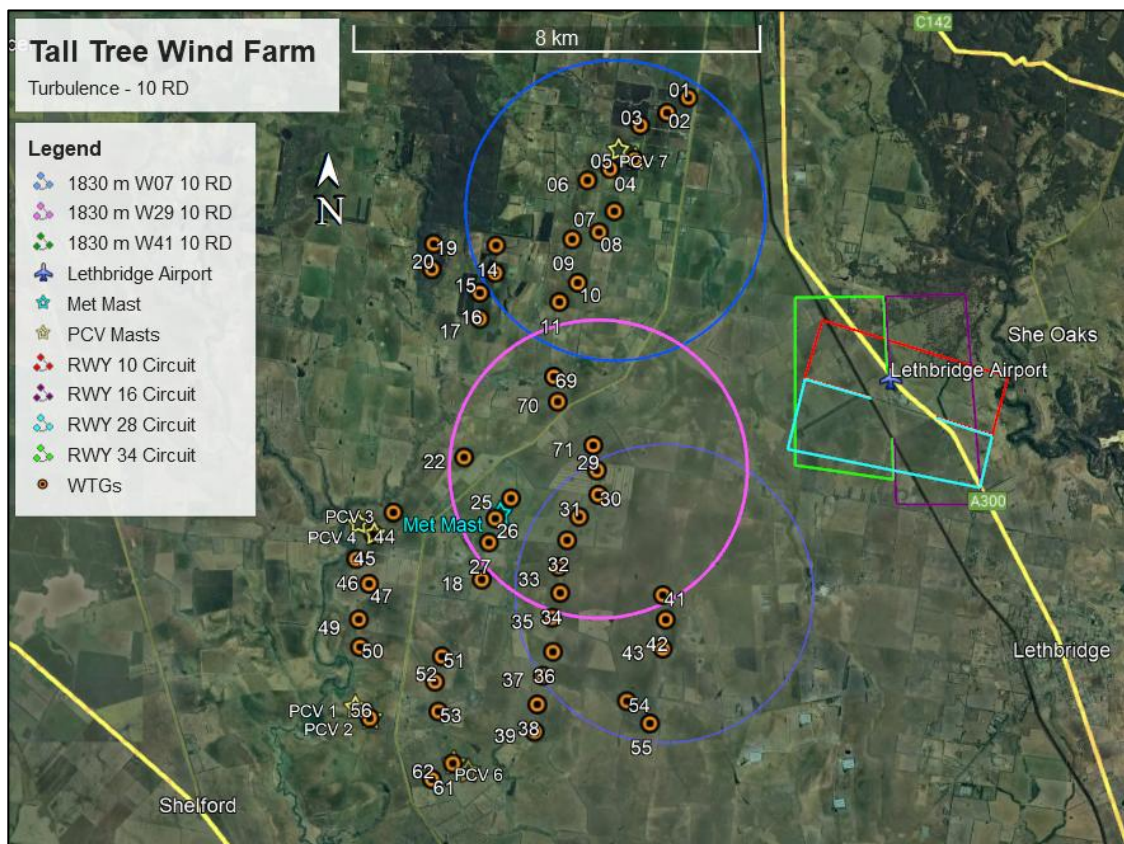 Tall Tree Wind Farm
Turbulence - 10 RD
8 km
C142
Legend
1830 m W07 10 RD
1830 m W29 10 RD
1830 m W41 10 RD
Lethbridge Airport
Met Mast
PCV Masts
RWY 10 Circuit
RWY 16 Circuit
RWY 28 Circuit
RWY 34 Circuit
WTGs
N
01
02
03
05
PCV 7
04
06
07
08
09
10
11
19
20
14
15
16
17
69
70
71
22
29
30
25
31
26
Met Mast
PCV 3
PCV 4
44
45
46
47
27
18
32
33
34
35
41
42
43
49
50
51
52
53
36
37
38
39
54
55
PCV 1
56
PCV 2
62
61
PCV 6
She Oaks
Lethbridge Airport
A300
Lethbridge
Shelford